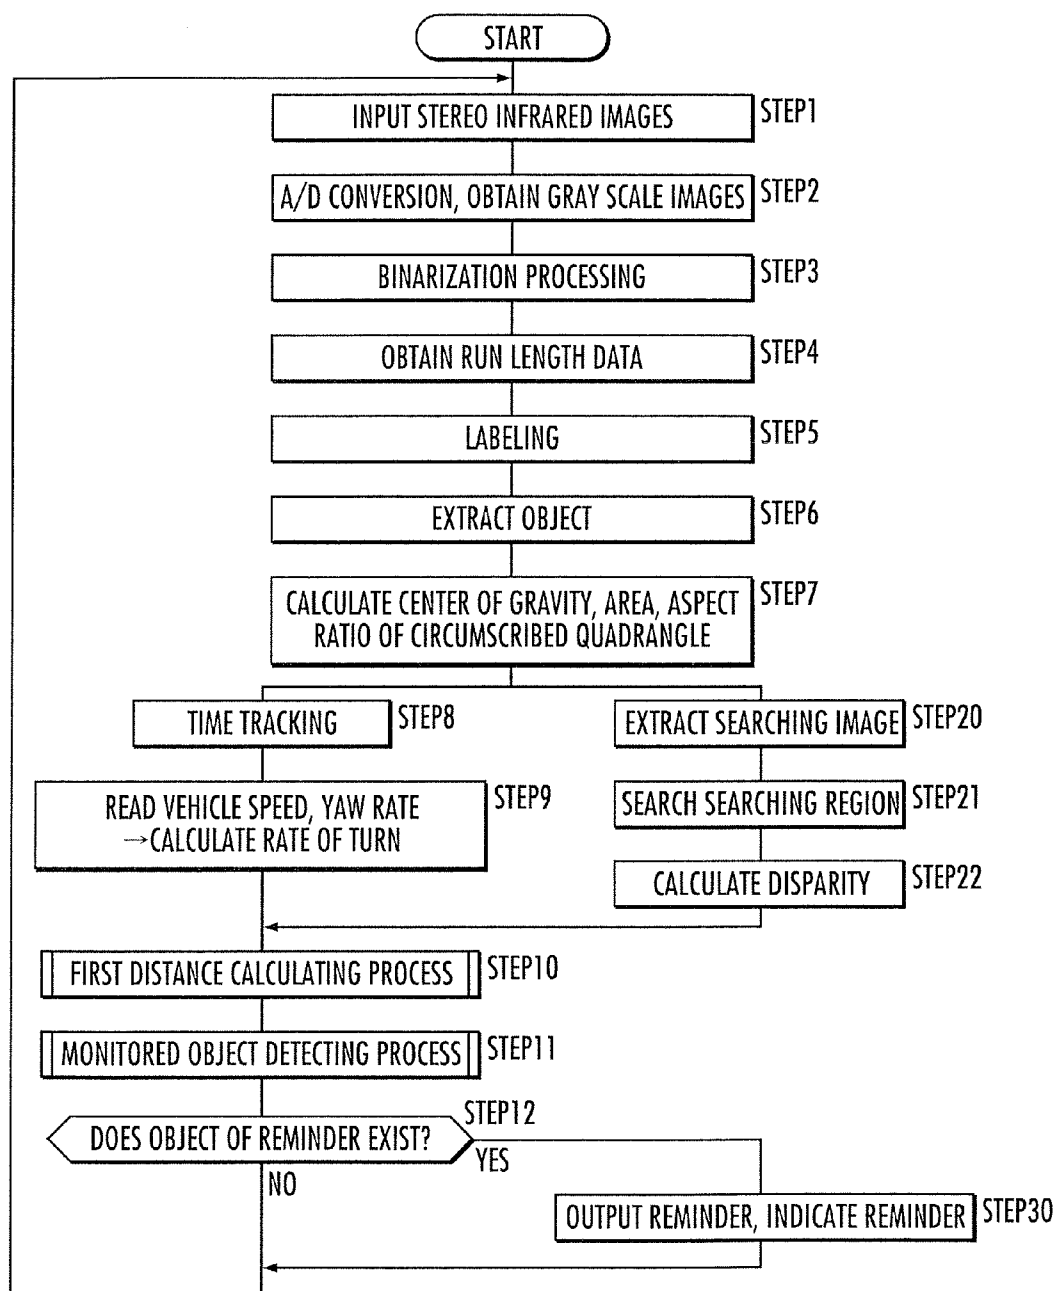 START
INPUT STEREO INFRARED IMAGES STEP1
A/D CONVERSION, OBTAIN GRAY SCALE IMAGES STEP2
BINARIZATION PROCESSING STEP3
OBTAIN RUN LENGTH DATA STEP4
LABELING STEP5
EXTRACT OBJECT STEP6
CALCULATE CENTER OF GRAVITY, AREA, ASPECT STEP7
RATIO OF CIRCUMSCRIBED QUADRANGLE
TIME TRACKING STEP8
READ VEHICLE SPEED, YAW RATE STEP9
→CALCULATE RATE OF TURN
EXTRACT SEARCHING IMAGE STEP20
SEARCH SEARCHING REGION STEP21
CALCULATE DISPARITY STEP22
FIRST DISTANCE CALCULATING PROCESS STEP10
MONITORED OBJECT DETECTING PROCESS STEP11
DOES OBJECT OF REMINDER EXIST? STEP12
YES
NO
OUTPUT REMINDER, INDICATE REMINDER STEP30